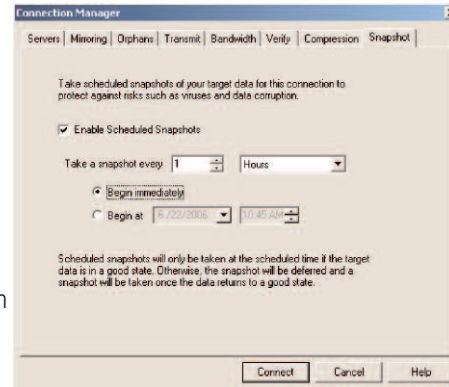 Connection Manager
Servers | Mirroring | Orphans | Transmit | Bandwidth | Verify | Compression | Snapshot
Take scheduled snapshots of your target data for this connection to
protect against risks such as viruses and data corruption.
Enable Scheduled Snapshots
Take a snapshot every 1 Hours
Begin immediately
Begin at 6/22/2006 10:45 AM
Scheduled snapshots will only be taken at the scheduled time if the target
data is in a good state. Otherwise, the snapshot will be deferred and a
snapshot will be taken once the data returns to a good state.
Connect Cancel Help